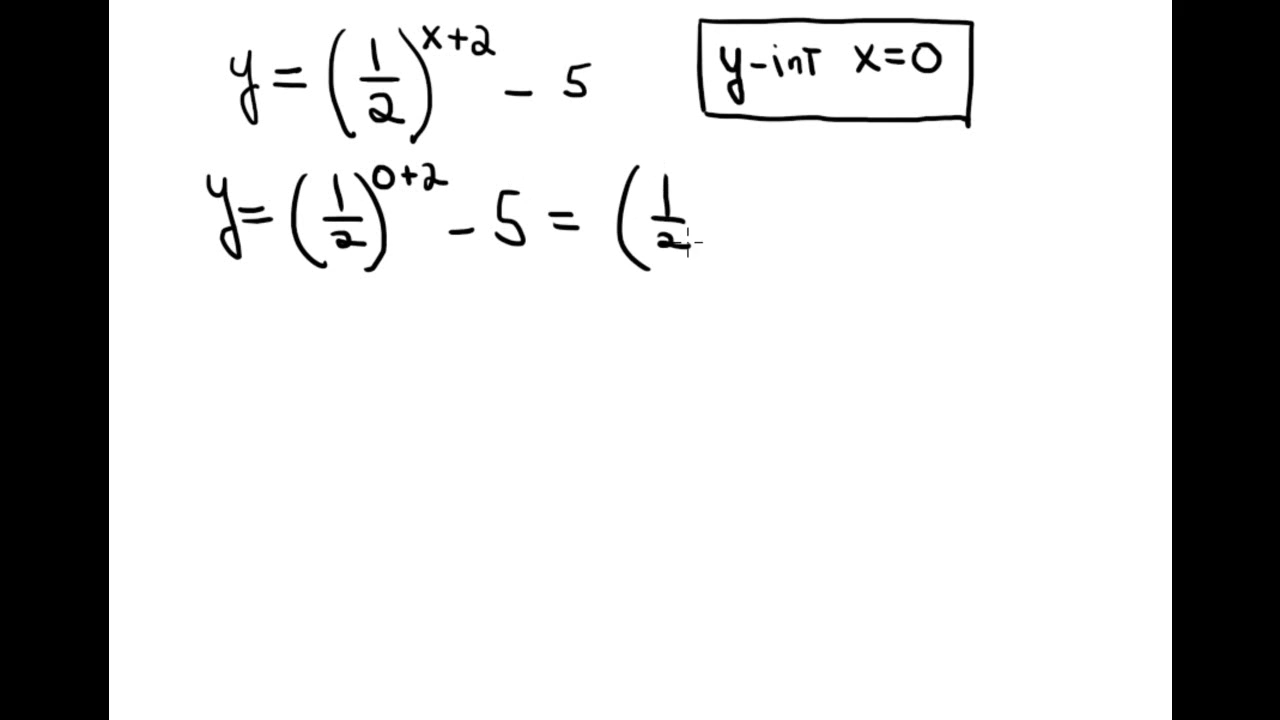 y = (1/2)^(x+2) - 5
y-int x=0
y= (1/2)^(0+2) - 5 = (1/2